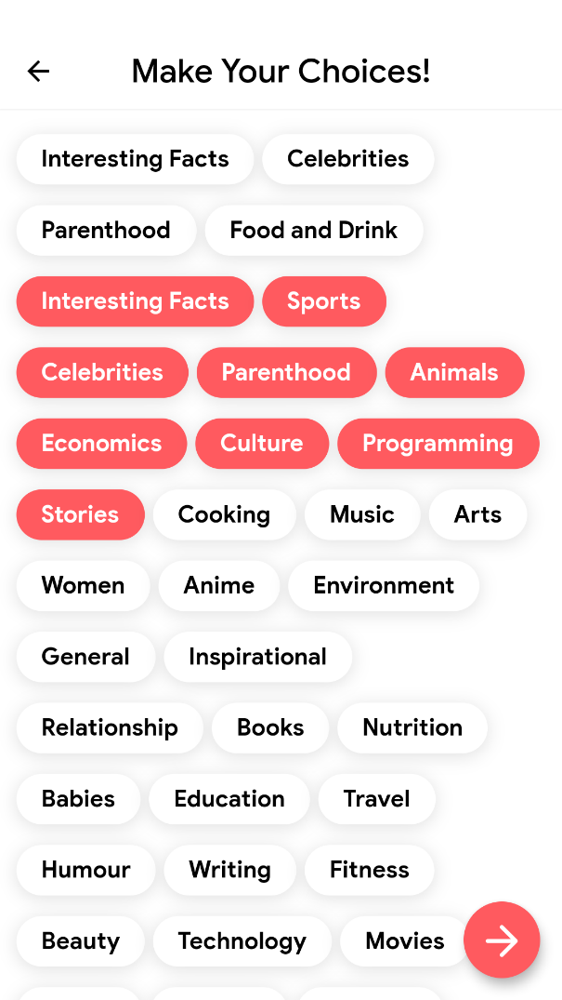 Make Your Choices!
Interesting Facts Celebrities
Parenthood Food and Drink
Interesting Facts Sports
Celebrities Parenthood Animals
Economics Culture Programming
Stories Cooking Music Arts
Women Anime Environment
General Inspirational
Relationship Books Nutrition
Babies Education Travel
Humour Writing Fitness
Beauty Technology Movies